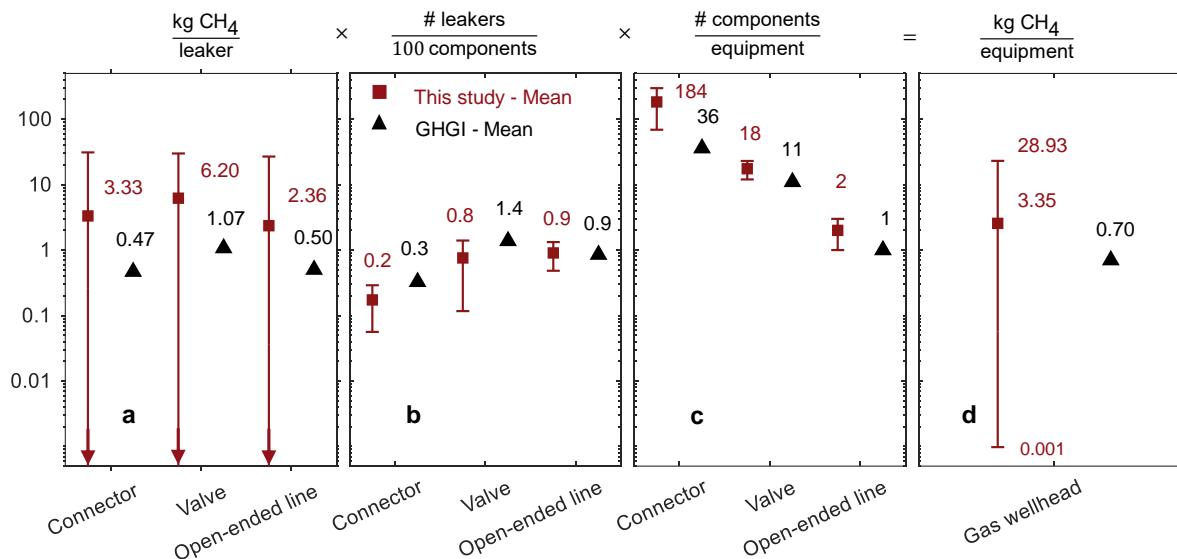 kg CH4 / leaker × # leakers / 100 components × # components / equipment = kg CH4 / equipment
100
10
1
0.1
0.01
3.33
0.47
6.20
1.07
2.36
0.50
a
Connector
Valve
Open-ended line
This study - Mean
GHGI - Mean
0.2
0.3
0.8
1.4
0.9
0.9
b
Connector
Valve
Open-ended line
184
36
18
11
2
1
c
Connector
Valve
Open-ended line
28.93
3.35
0.70
0.001
d
Gas wellhead